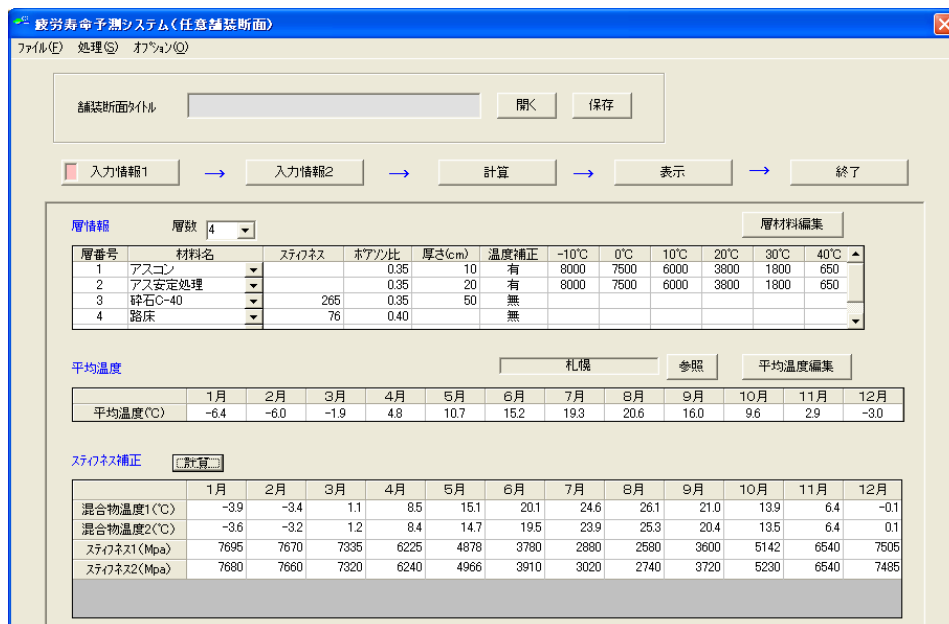 疲労寿命予測システム(任意舗装断面)
ファイル(F) 処理(S) オプション(O)
舗装断面タイトル 開く 保存
入力情報1 → 入力情報2 → 計算 → 表示 → 終了
層情報 層数 4 層材料編集
層番号 材料名 スティフネス ポアソン比 厚さ(cm) 温度補正 -10℃ 0℃ 10℃ 20℃ 30℃ 40℃
1 アスコン 0.35 10 有 8000 7500 6000 3800 1800 650
2 アス安定処理 0.35 20 有 8000 7500 6000 3800 1800 650
3 砕石C-40 265 0.35 50 無
4 路床 76 0.40 無
平均温度 札幌 参照 平均温度編集
1月 2月 3月 4月 5月 6月 7月 8月 9月 10月 11月 12月
平均温度(℃) -6.4 -6.0 -1.9 4.8 10.7 15.2 19.3 20.6 16.0 9.6 2.9 -3.0
スティフネス補正 計算
1月 2月 3月 4月 5月 6月 7月 8月 9月 10月 11月 12月
混合物温度1(℃) -3.9 -3.4 1.1 8.5 15.1 20.1 24.6 26.1 21.0 13.9 6.4 -0.1
混合物温度2(℃) -3.6 -3.2 1.2 8.4 14.7 19.5 23.9 25.3 20.4 13.5 6.4 0.1
スティフネス1(Mpa) 7695 7670 7335 6225 4878 3780 2880 2580 3600 5142 6540 7505
スティフネス2(Mpa) 7680 7660 7320 6240 4966 3910 3020 2740 3720 5230 6540 7485